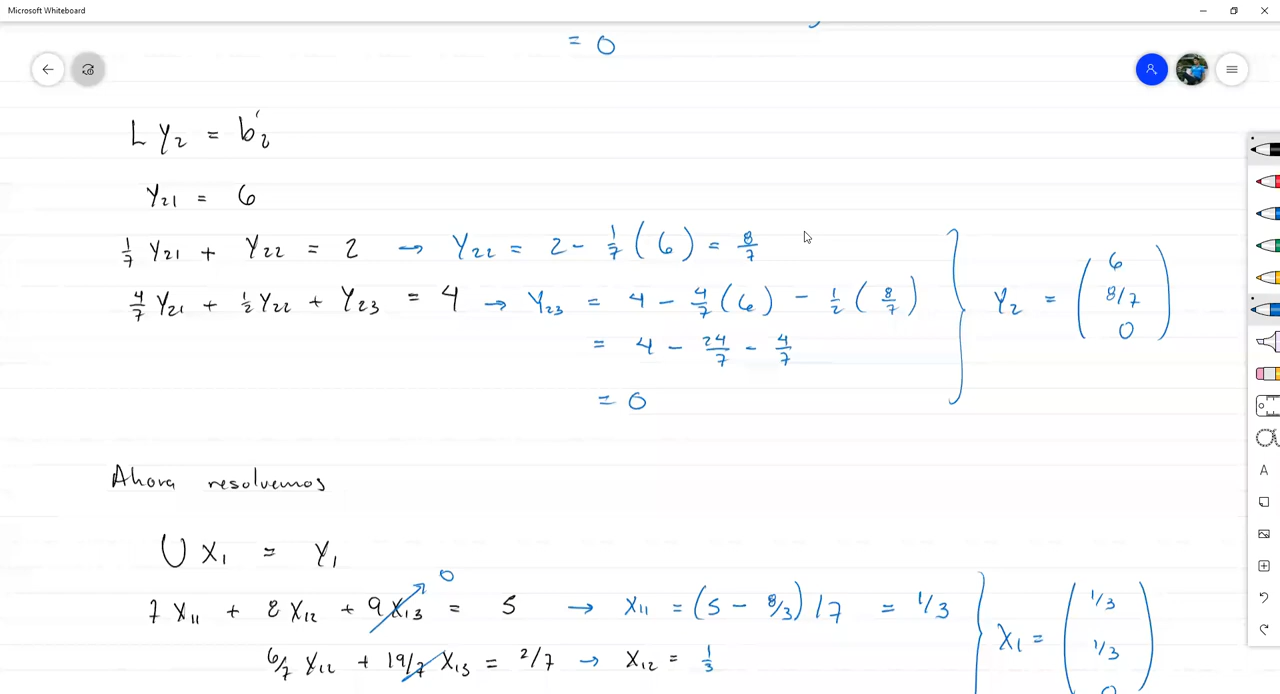 Microsoft Whiteboard
= 0
L Y₂ = b'₂
Y₂₁ = 6
1/7 Y₂₁ + Y₂₂ = 2 → Y₂₂ = 2 - 1/7 (6) = 8/7
4/7 Y₂₁ + 1/2 Y₂₂ + Y₂₃ = 4 → Y₂₃ = 4 - 4/7 (6) - 1/2 (8/7)
= 4 - 24/7 - 4/7
= 0
Y₂ = (6 8/7 0)
Ahora resolvemos
U X₁ = Y₁
7 X₁₁ + 8 X₁₂ + 9 X₁₃ 0 = 5 → X₁₁ = (5 - 8/3) / 7 = 1/3
6/7 X₁₂ + 19/7 X₁₃ = 2/7 → X₁₂ = 1/3
X₁ = (1/3 1/3 0
A